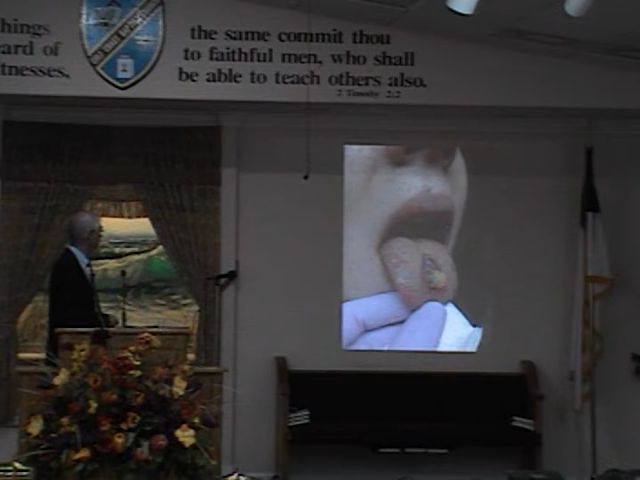 hings
ard of
tnesses.
the same commit thou
to faithful men, who shall
be able to teach others also.
2 Timothy 2:2